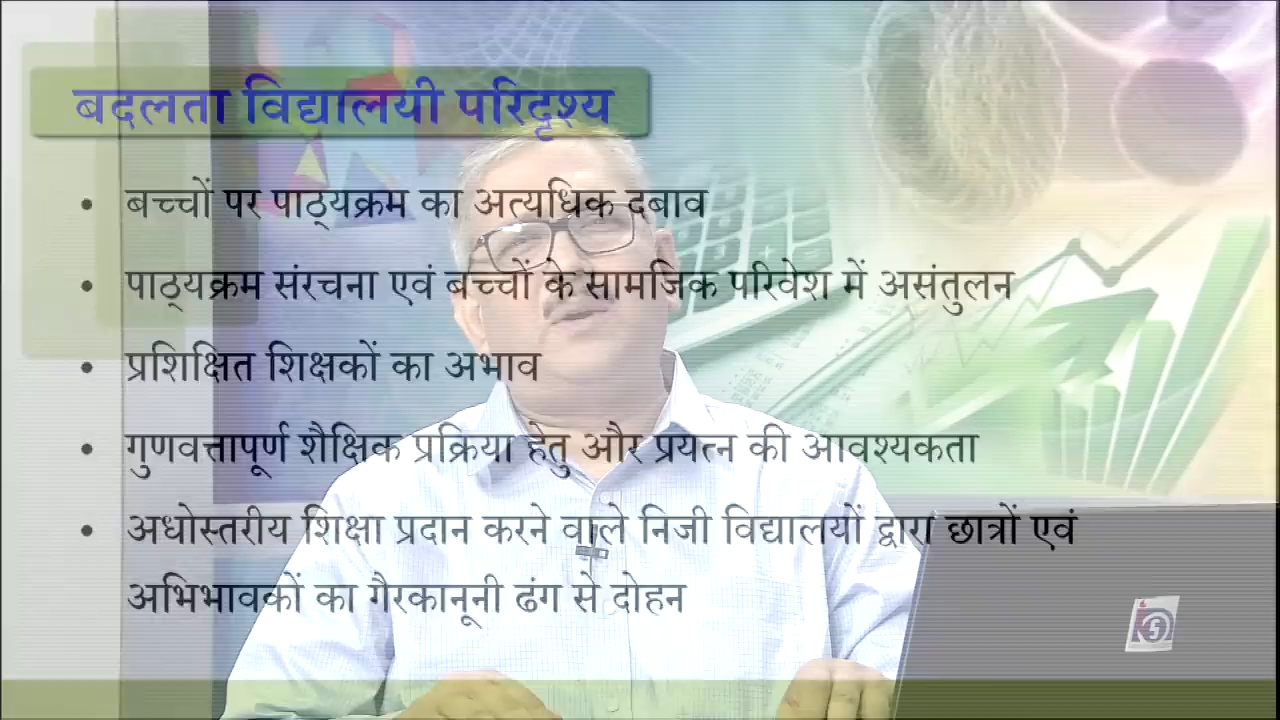 बदलता विद्यालयी परिदृश्य
• बच्चों पर पाठ्यक्रम का अत्यधिक दबाव
• पाठ्यक्रम संरचना एवं बच्चों के सामजिक परिवेश में असंतुलन
• प्रशिक्षित शिक्षकों का अभाव
• गुणवत्तापूर्ण शैक्षिक प्रक्रिया हेतु और प्रयत्न की आवश्यकता
• अधोस्तरीय शिक्षा प्रदान करने वाले निजी विद्यालयों द्वारा छात्रों एवं
अभिभावकों का गैरकानूनी ढंग से दोहन